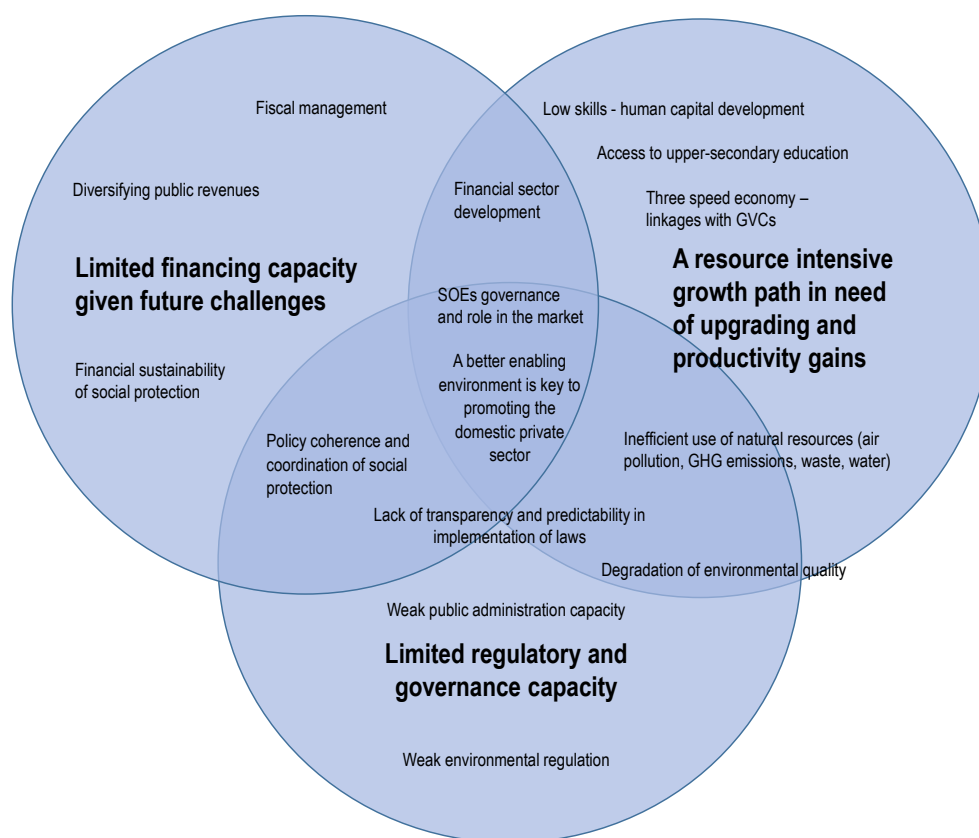 Fiscal management
Low skills - human capital development
Access to upper-secondary education
Diversifying public revenues
Financial sector
development
Three speed economy –
linkages with GVCs
Limited financing capacity
given future challenges
A resource intensive
growth path in need
of upgrading and
productivity gains
SOEs governance
and role in the market
Financial sustainability
of social protection
A better enabling
environment is key to
promoting the
domestic private
sector
Policy coherence and
coordination of social
protection
Inefficient use of natural resources (air
pollution, GHG emissions, waste, water)
Lack of transparency and predictability in
implementation of laws
Degradation of environmental quality
Weak public administration capacity
Limited regulatory and
governance capacity
Weak environmental regulation